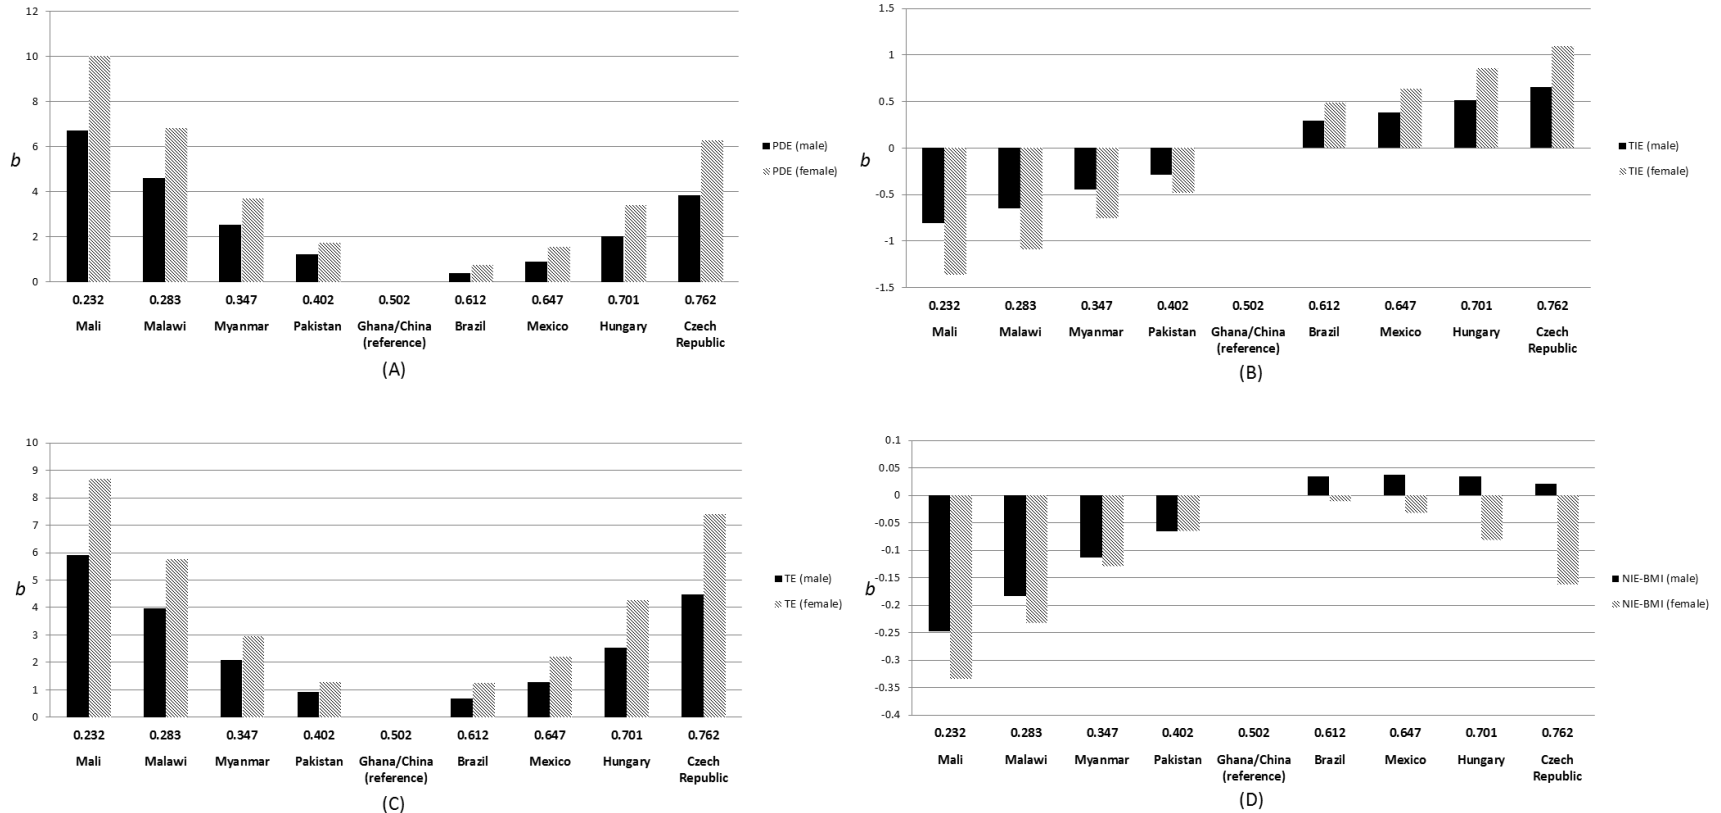 12
10
8
6
4
2
0
b
PDE (male)
PDE (female)
0.232 0.283 0.347 0.402 0.502 0.612 0.647 0.701 0.762
Mali Malawi Myanmar Pakistan Ghana/China Brazil Mexico Hungary Czech
(reference) Republic
(A)
1.5
1
0.5
0
-0.5
-1
-1.5
b
TIE (male)
TIE (female)
0.232 0.283 0.347 0.402 0.502 0.612 0.647 0.701 0.762
Mali Malawi Myanmar Pakistan Ghana/China Brazil Mexico Hungary Czech
(reference) Republic
(B)
10
9
8
7
6
5
4
3
2
1
0
b
TE (male)
TE (female)
0.232 0.283 0.347 0.402 0.502 0.612 0.647 0.701 0.762
Mali Malawi Myanmar Pakistan Ghana/China Brazil Mexico Hungary Czech
(reference) Republic
(C)
0.1
0.05
0
-0.05
-0.1
-0.15
-0.2
-0.25
-0.3
-0.35
-0.4
b
NIE-BMI (male)
NIE-BMI (female)
0.232 0.283 0.347 0.402 0.502 0.612 0.647 0.701 0.762
Mali Malawi Myanmar Pakistan Ghana/China Brazil Mexico Hungary Czech
(reference) Republic
(D)